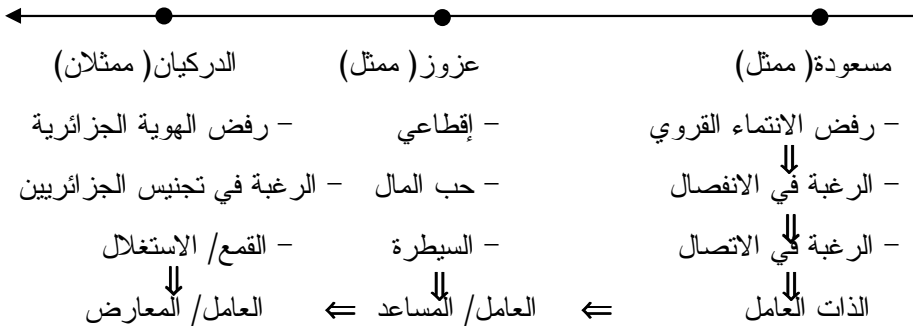 مسعودة( ممثل) عزوز( ممثل) الدركيان( ممثلان)
– رفض الانتماء القروي – إقطاعي – رفض الهوية الجزائرية
⇓
– الرغبة في الانفصال – حب المال – الرغبة في تجنيس الجزائريين
⇓
– الرغبة في الاتصال – السيطرة – القمع/ الاستغلال
⇓ ⇓ ⇓
الذات العامل ⇐ العامل/ المساعد ⇐ العامل/ المعارض